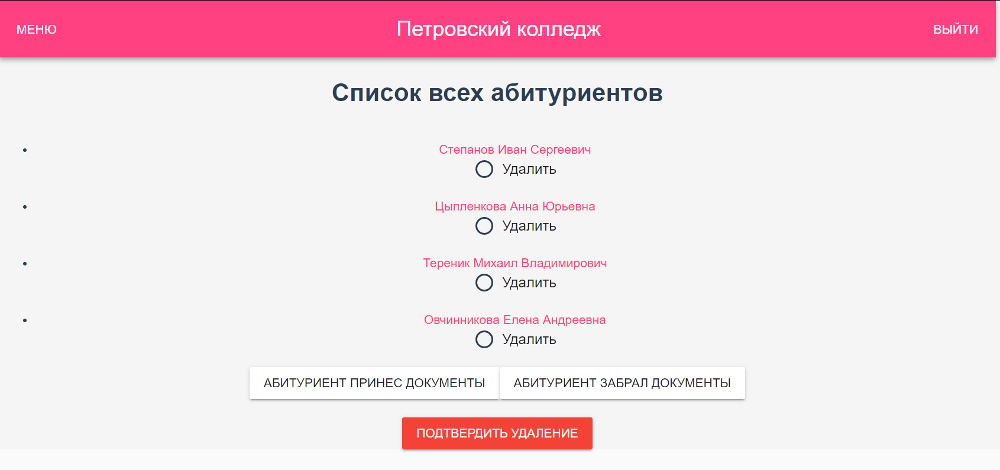 МЕНЮ
Петровский колледж
ВЫЙТИ
Список всех абитуриентов
Степанов Иван Сергеевич
Удалить
Цыпленкова Анна Юрьевна
Удалить
Тереник Михаил Владимирович
Удалить
Овчинникова Елена Андреевна
Удалить
АБИТУРИЕНТ ПРИНЕС ДОКУМЕНТЫ
АБИТУРИЕНТ ЗАБРАЛ ДОКУМЕНТЫ
ПОДТВЕРДИТЬ УДАЛЕНИЕ